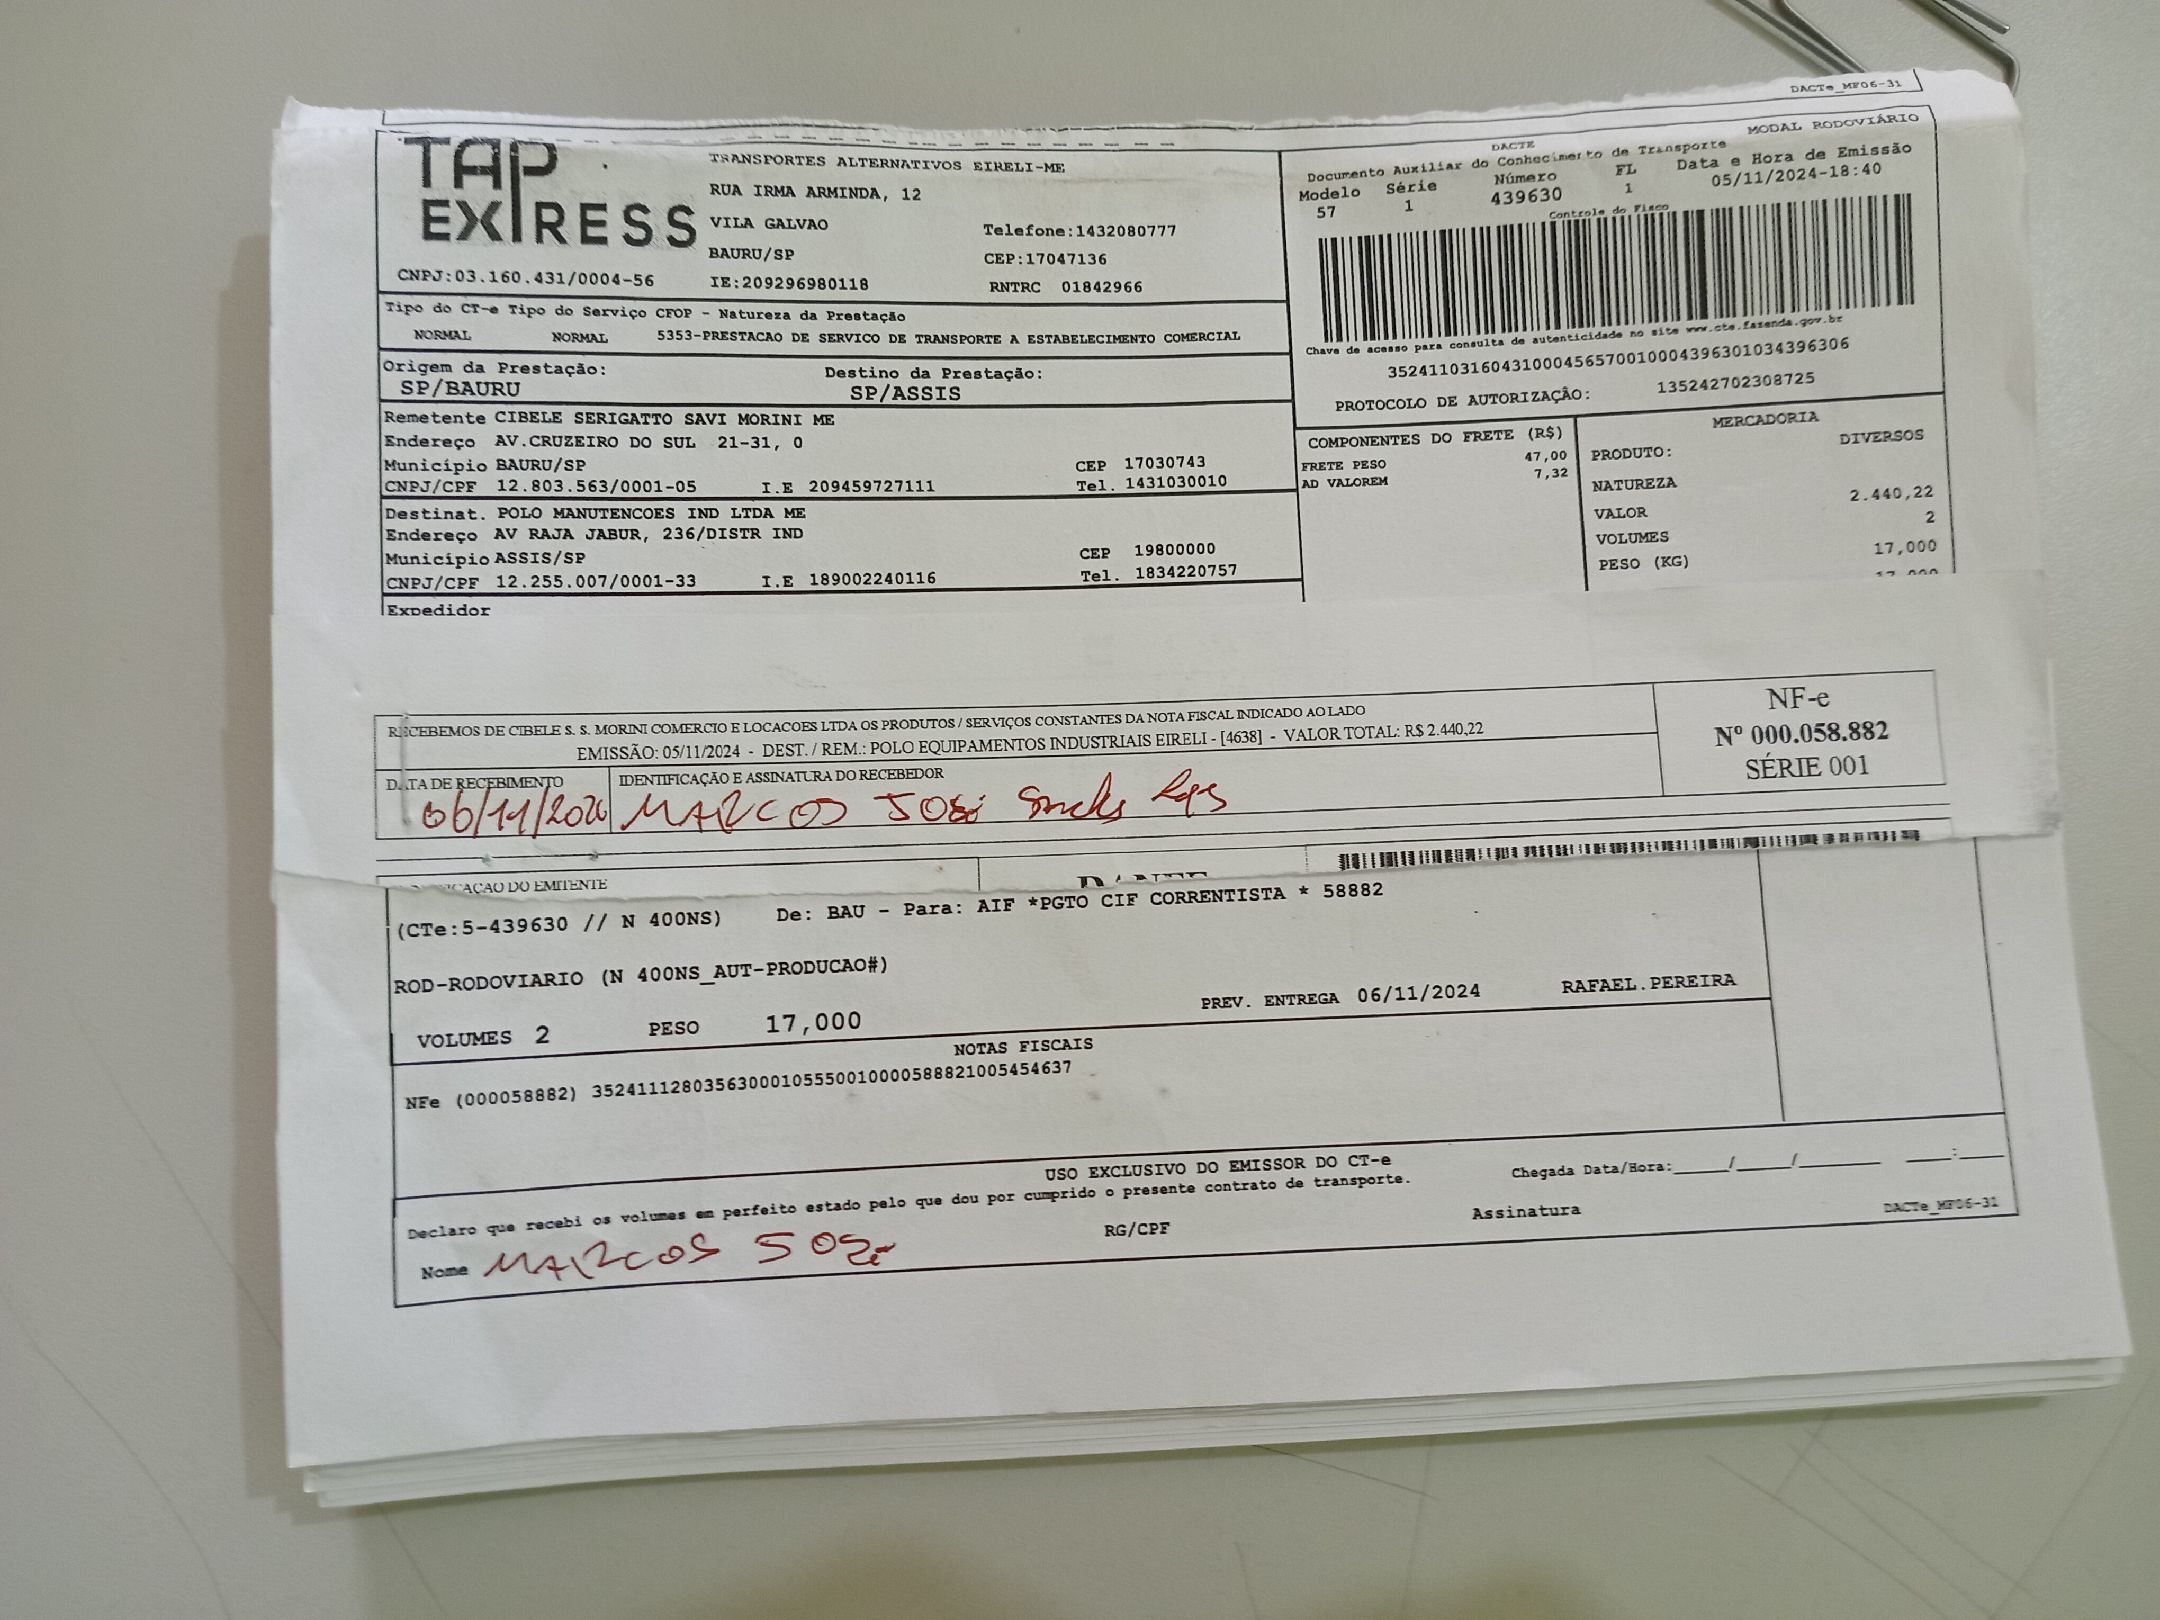 DACTe_MF06-31
TAP EXPRESS
CNPJ:03.160.431/0004-56
TRANSPORTES ALTERNATIVOS EIRELI-ME
RUA IRMA ARMINDA, 12
VILA GALVAO
Telefone:1432080777
BAURU/SP
CEP:17047136
IE:209296980118
RNTRC 01842966
MODAL RODOVIÁRIO
DACTE
Documento Auxiliar do Conhecimento de Transporte
Modelo Série Número FL Data e Hora de Emissão
57 1 439630 1 05/11/2024-18:40
Controle do Fisco
Chave de acesso para consulta de autenticidade no site www.cte.fazenda.gov.br
35241103160431000456570010004396301034396306
PROTOCOLO DE AUTORIZAÇÃO: 135242702308725
Tipo do CT-e Tipo do Serviço CFOP - Natureza da Prestação
NORMAL NORMAL 5353-PRESTACAO DE SERVICO DE TRANSPORTE A ESTABELECIMENTO COMERCIAL
Origem da Prestação: Destino da Prestação:
SP/BAURU SP/ASSIS
Remetente CIBELE SERIGATTO SAVI MORINI ME
Endereço AV.CRUZEIRO DO SUL 21-31, 0
Município BAURU/SP CEP 17030743
CNPJ/CPF 12.803.563/0001-05 I.E 209459727111 Tel. 1431030010
Destinat. POLO MANUTENCOES IND LTDA ME
Endereço AV RAJA JABUR, 236/DISTR IND
Município ASSIS/SP CEP 19800000
CNPJ/CPF 12.255.007/0001-33 I.E 189002240116 Tel. 1834220757
Expedidor
COMPONENTES DO FRETE (R$)
FRETE PESO 47,00
AD VALOREM 7,32
MERCADORIA
PRODUTO: DIVERSOS
NATUREZA
VALOR 2.440,22
VOLUMES 2
PESO (KG) 17,000
RECEBEMOS DE CIBELE S. S. MORINI COMERCIO E LOCACOES LTDA OS PRODUTOS / SERVIÇOS CONSTANTES DA NOTA FISCAL INDICADO AO LADO
EMISSÃO: 05/11/2024 - DEST. / REM.: POLO EQUIPAMENTOS INDUSTRIAIS EIRELI - [4638] - VALOR TOTAL: R$ 2.440,22
NF-e
Nº 000.058.882
SÉRIE 001
DATA DE RECEBIMENTO
IDENTIFICAÇÃO E ASSINATURA DO RECEBEDOR
06/11/202 MARCOS JOSé
DO EMITENTE
(CTe:5-439630 // N 400NS) De: BAU - Para: AIF *PGTO CIF CORRENTISTA * 58882
ROD-RODOVIARIO (N 400NS_AUT-PRODUCAO#)
PREV. ENTREGA 06/11/2024 RAFAEL.PEREIRA
VOLUMES 2 PESO 17,000
NOTAS FISCAIS
NFe (000058882) 35241112803563000105550010000588821005454637
USO EXCLUSIVO DO EMISSOR DO CT-e
Declaro que recebi os volumes em perfeito estado pelo que dou por cumprido o presente contrato de transporte.
Chegada Data/Hora:_____/_____/________ ____:____
Nome MARCOS JOSé RG/CPF Assinatura
DACTe_MF06-31